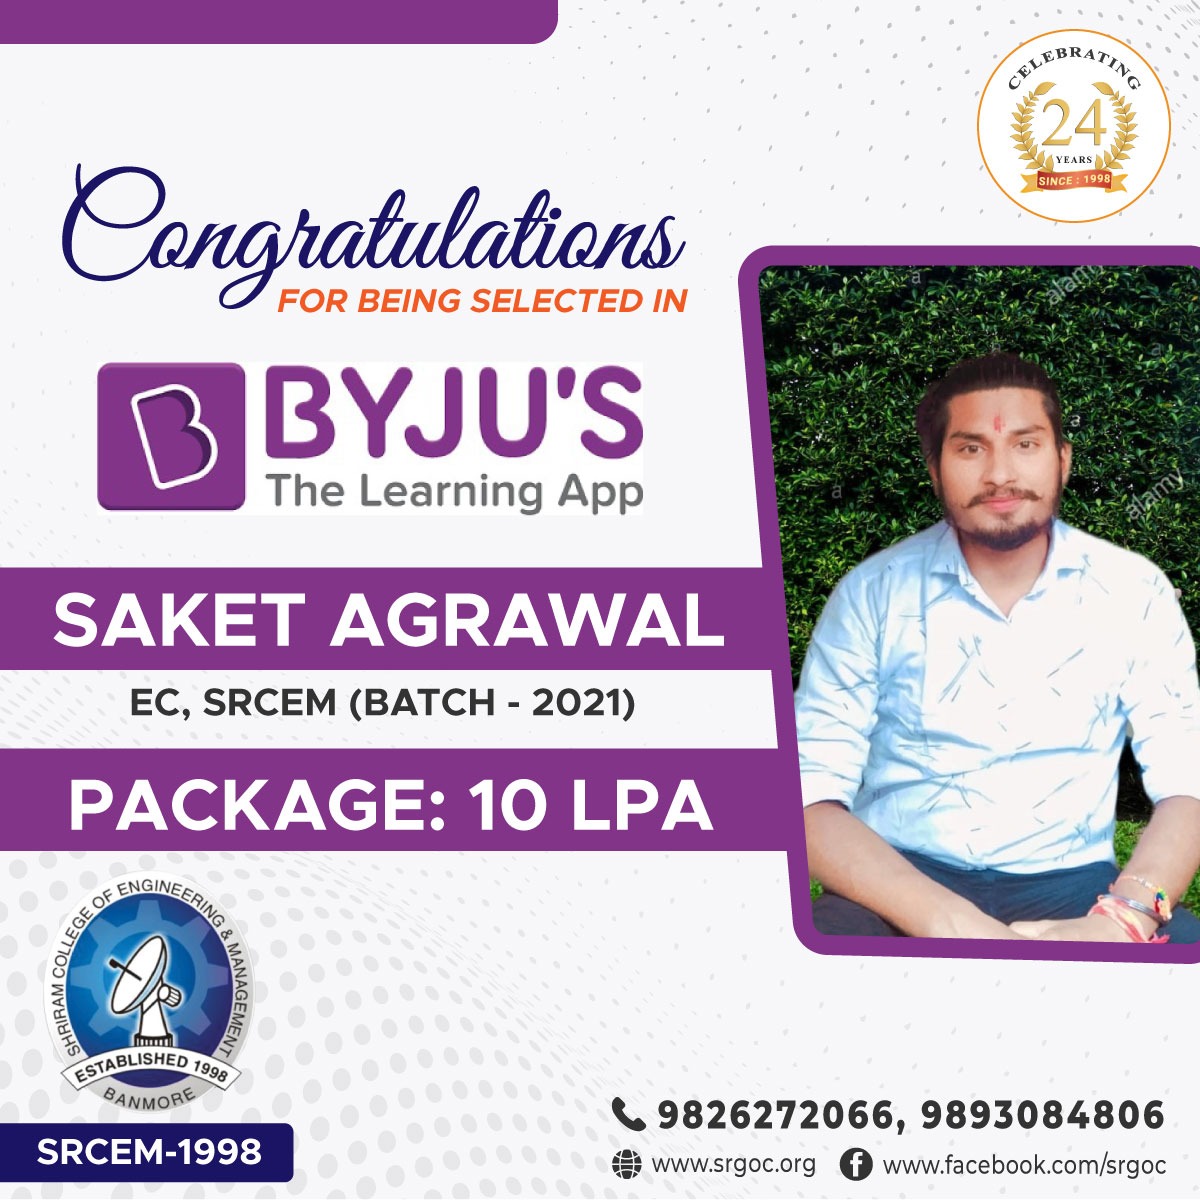 CELEBRATING
24
YEARS
SINCE : 1998
Congratulations
FOR BEING SELECTED IN
B BYJU'S
The Learning App
SAKET AGRAWAL
EC, SRCEM (BATCH - 2021)
PACKAGE: 10 LPA
alamy
a
a
a
a
alamy
a
SHRIRAM COLLEGE OF ENGINEERING & MANAGEMENT
ESTABLISHED 1998
BANMORE
SRCEM-1998
9826272066, 9893084806
www.srgoc.org f www.facebook.com/srgoc